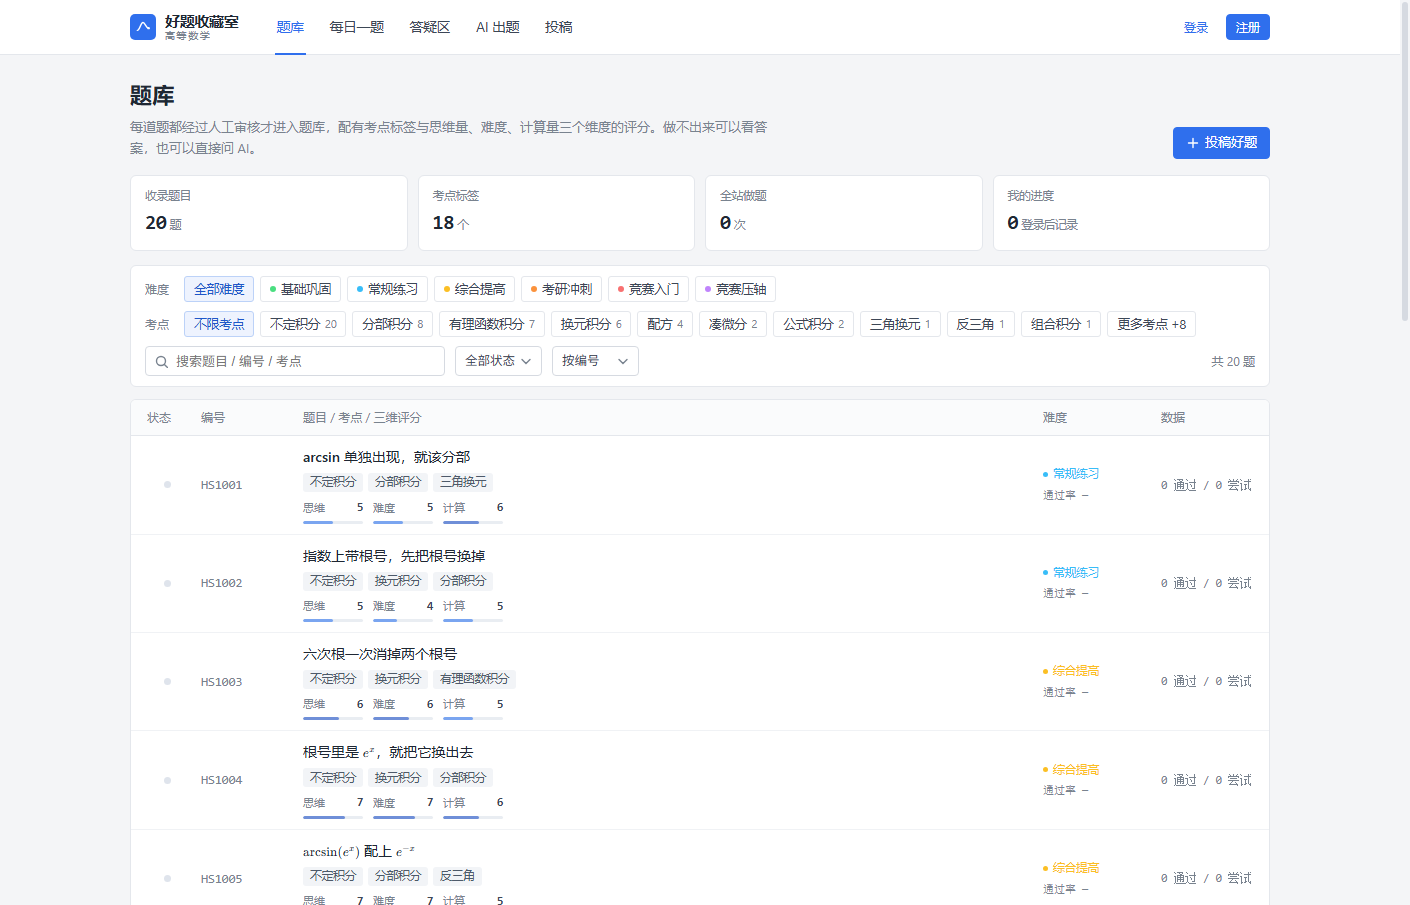 好题收藏室
高等数学
题库 每日一题 答疑区 AI 出题 投稿
登录 注册
题库
每道题都经过人工审核才进入题库，配有考点标签与思维量、难度、计算量三个维度的评分。做不出来可以看答
案，也可以直接问 AI。
投稿好题
收录题目
20 题
考点标签
18 个
全站做题
0 次
我的进度
0 登录后记录
难度 全部难度 基础巩固 常规练习 综合提高 考研冲刺 竞赛入门 竞赛压轴
考点 不限考点 不定积分 20 分部积分 8 有理函数积分 7 换元积分 6 配方 4 凑微分 2 公式积分 2 三角换元 1 反三角 1 组合积分 1 更多考点 +8
搜索题目 / 编号 / 考点 全部状态 按编号 共 20 题
状态 编号 题目 / 考点 / 三维评分 难度 数据
arcsin 单独出现，就该分部
不定积分 分部积分 三角换元
思维 5 难度 5 计算 6
HS1001
常规练习
通过率 —
0 通过 / 0 尝试
指数上带根号，先把根号换掉
不定积分 换元积分 分部积分
思维 5 难度 4 计算 5
HS1002
常规练习
通过率 —
0 通过 / 0 尝试
六次根一次消掉两个根号
不定积分 换元积分 有理函数积分
思维 6 难度 6 计算 5
HS1003
综合提高
通过率 —
0 通过 / 0 尝试
根号里是 eˣ，就把它换出去
不定积分 换元积分 分部积分
思维 7 难度 7 计算 6
HS1004
综合提高
通过率 —
0 通过 / 0 尝试
arcsin(eˣ) 配上 e⁻ˣ
不定积分 分部积分 反三角
思维 7 难度 7 计算 5
HS1005
综合提高
通过率 —
0 通过 / 0 尝试